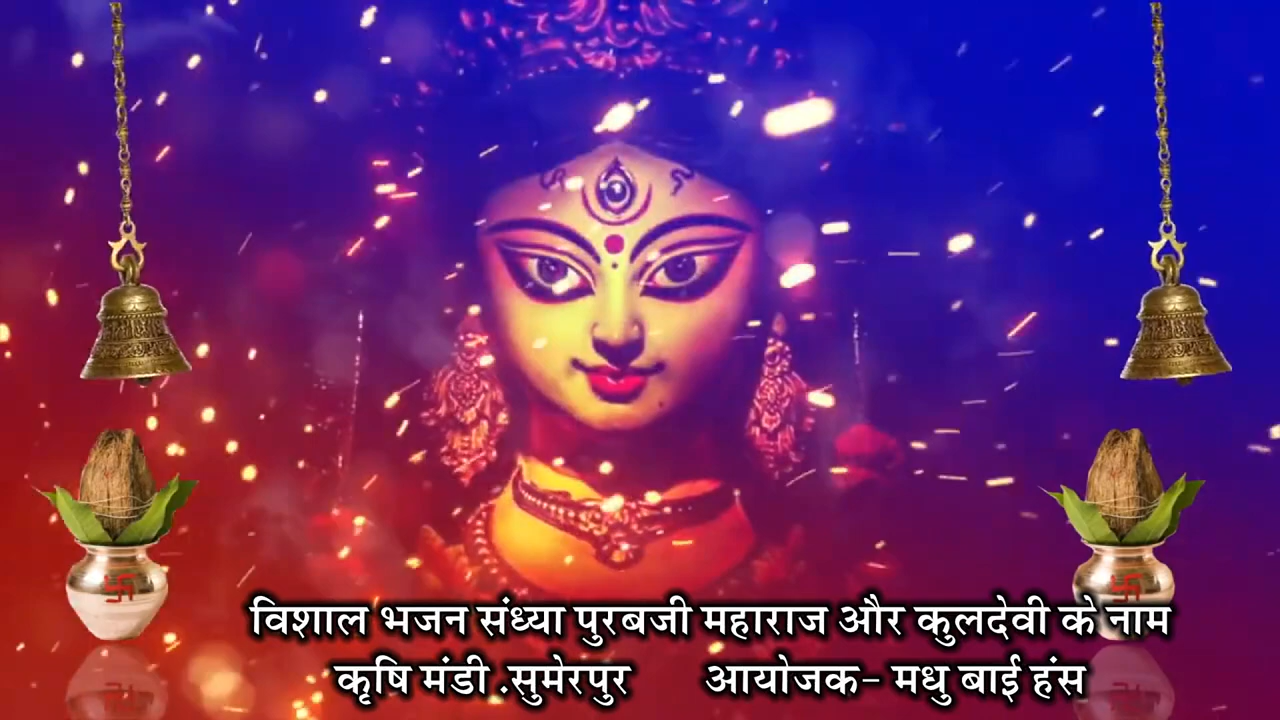 विशाल भजन संध्या पुरबजी महाराज और कुलदेवी के नाम
कृषि मंडी .सुमेरपुर आयोजक- मधु बाई हंस